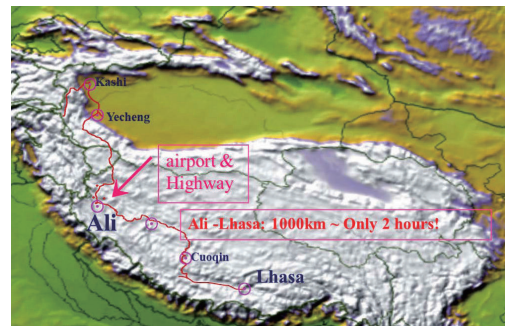 Kashi
Yecheng
airport &
Highway
Ali
Ali -Lhasa: 1000km ~ Only 2 hours!
Cuoqin
Lhasa